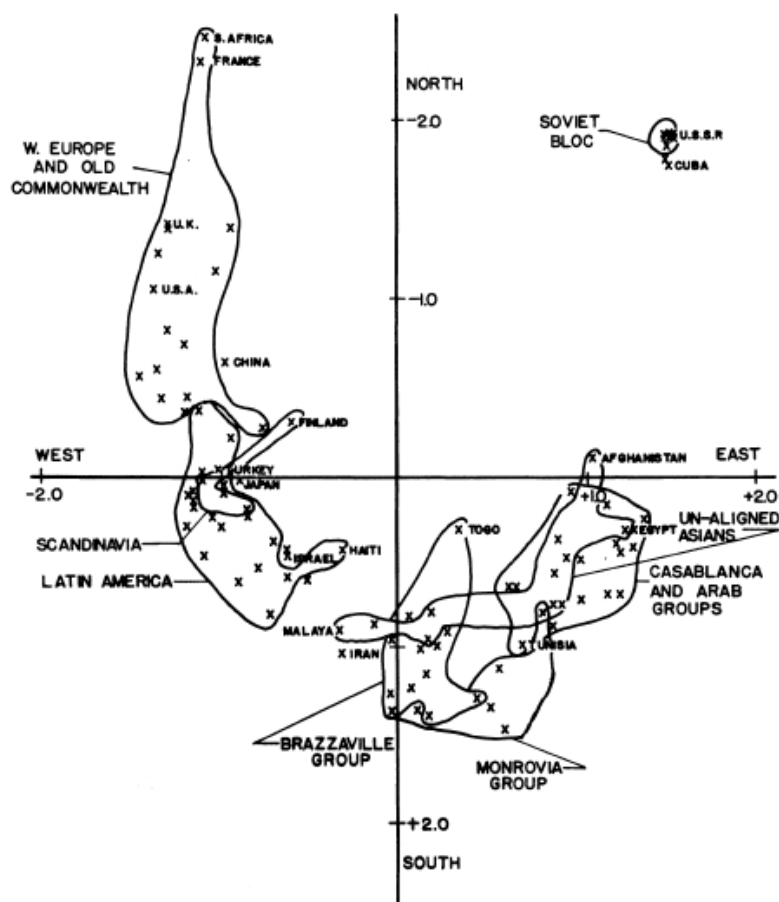 S. AFRICA
FRANCE
NORTH
SOVIET
BLOC
-2.0
U.S.S.R
CUBA
W. EUROPE
AND OLD
COMMONWEALTH
U.K.
U.S.A.
-1.0
CHINA
FINLAND
WEST
-2.0
TURKEY
JAPAN
AFGHANISTAN
EAST
+1.0
+2.0
SCANDINAVIA
LATIN AMERICA
ISRAEL
HAITI
TOGO
EGYPT
UN-ALIGNED
ASIANS
CASABLANCA
AND ARAB
GROUPS
MALAYA
IRAN
TUNISIA
BRAZZAVILLE
GROUP
MONROVIA
GROUP
+2.0
SOUTH